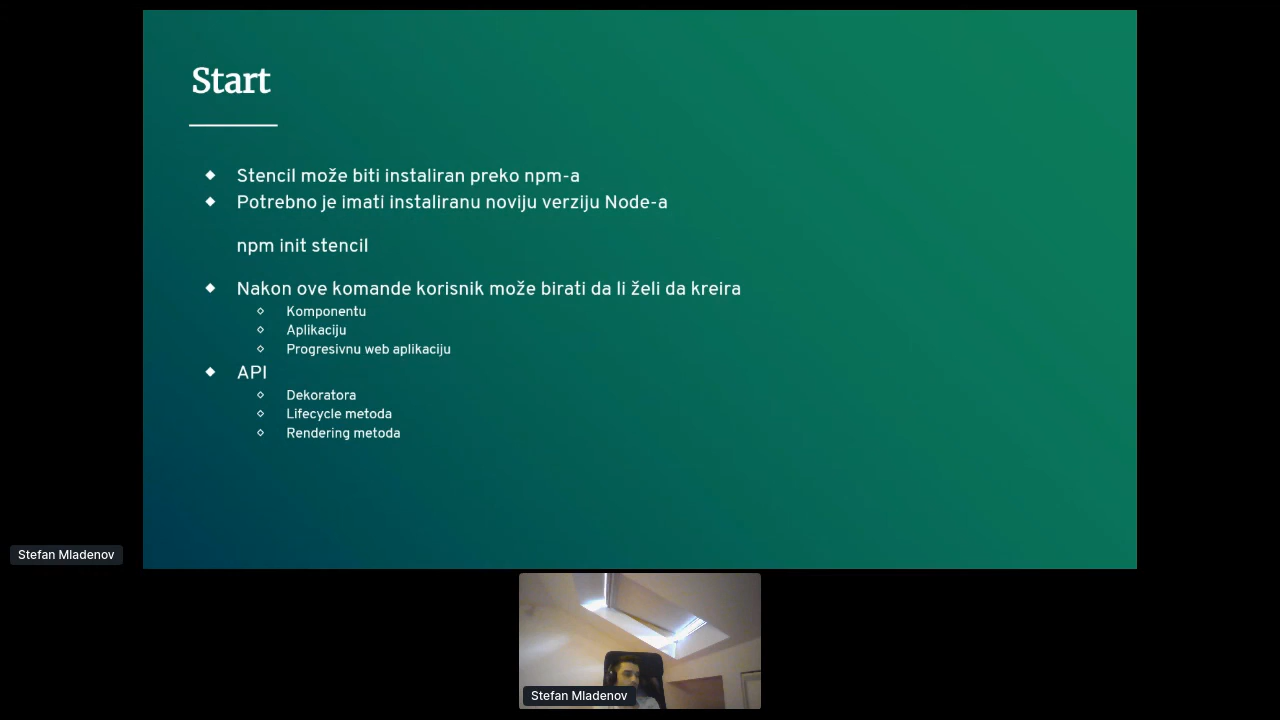 Start
Stencil može biti instaliran preko npm-a
Potrebno je imati instaliranu noviju verziju Node-a
npm init stencil
Nakon ove komande korisnik može birati da li želi da kreira
Komponentu
Aplikaciju
Progresivnu web aplikaciju
API
Dekoratora
Lifecycle metoda
Rendering metoda
Stefan Mladenov
Stefan Mladenov